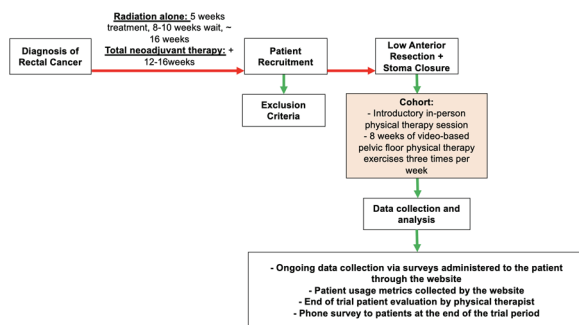 Radiation alone: 5 weeks
treatment, 8-10 weeks wait, ~
16 weeks
Total neoadjuvant therapy: +
12-16weeks
Diagnosis of
Rectal Cancer
Patient
Recruitment
Low Anterior
Resection +
Stoma Closure
Exclusion
Criteria
Cohort:
- Introductory in-person
physical therapy session
- 8 weeks of video-based
pelvic floor physical therapy
exercises three times per
week
Data collection and
analysis
- Ongoing data collection via surveys administered to the patient
through the website
- Patient usage metrics collected by the website
- End of trial patient evaluation by physical therapist
- Phone survey to patients at the end of the trial period